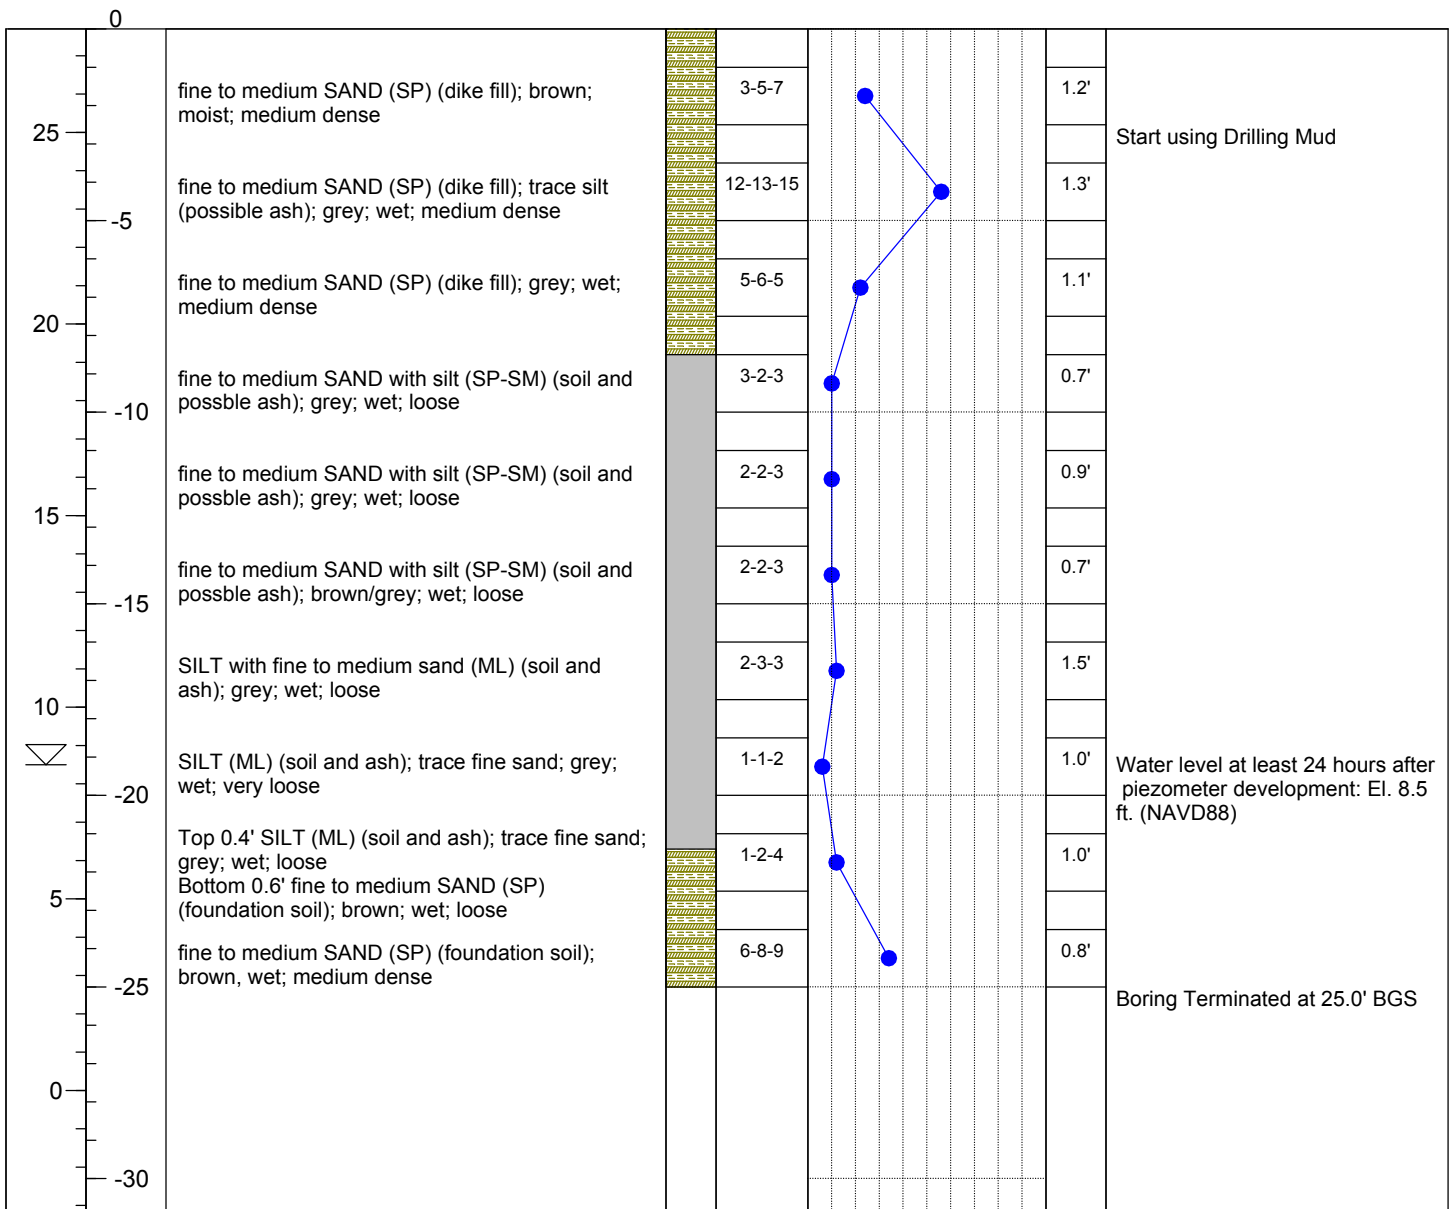 0
fine to medium SAND (SP) (dike fill); brown;
moist; medium dense
3-5-7
1.2'
25
Start using Drilling Mud
fine to medium SAND (SP) (dike fill); trace silt
(possible ash); grey; wet; medium dense
12-13-15
1.3'
-5
fine to medium SAND (SP) (dike fill); grey; wet;
medium dense
5-6-5
1.1'
20
fine to medium SAND with silt (SP-SM) (soil and
possble ash); grey; wet; loose
3-2-3
0.7'
-10
fine to medium SAND with silt (SP-SM) (soil and
possble ash); grey; wet; loose
2-2-3
0.9'
15
fine to medium SAND with silt (SP-SM) (soil and
possble ash); brown/grey; wet; loose
2-2-3
0.7'
-15
SILT with fine to medium sand (ML) (soil and
ash); grey; wet; loose
2-3-3
1.5'
10
SILT (ML) (soil and ash); trace fine sand; grey;
wet; very loose
1-1-2
1.0'
Water level at least 24 hours after
piezometer development: El. 8.5
ft. (NAVD88)
-20
Top 0.4' SILT (ML) (soil and ash); trace fine sand;
grey; wet; loose
Bottom 0.6' fine to medium SAND (SP)
(foundation soil); brown; wet; loose
1-2-4
1.0'
5
fine to medium SAND (SP) (foundation soil);
brown, wet; medium dense
6-8-9
0.8'
-25
Boring Terminated at 25.0' BGS
0
-30